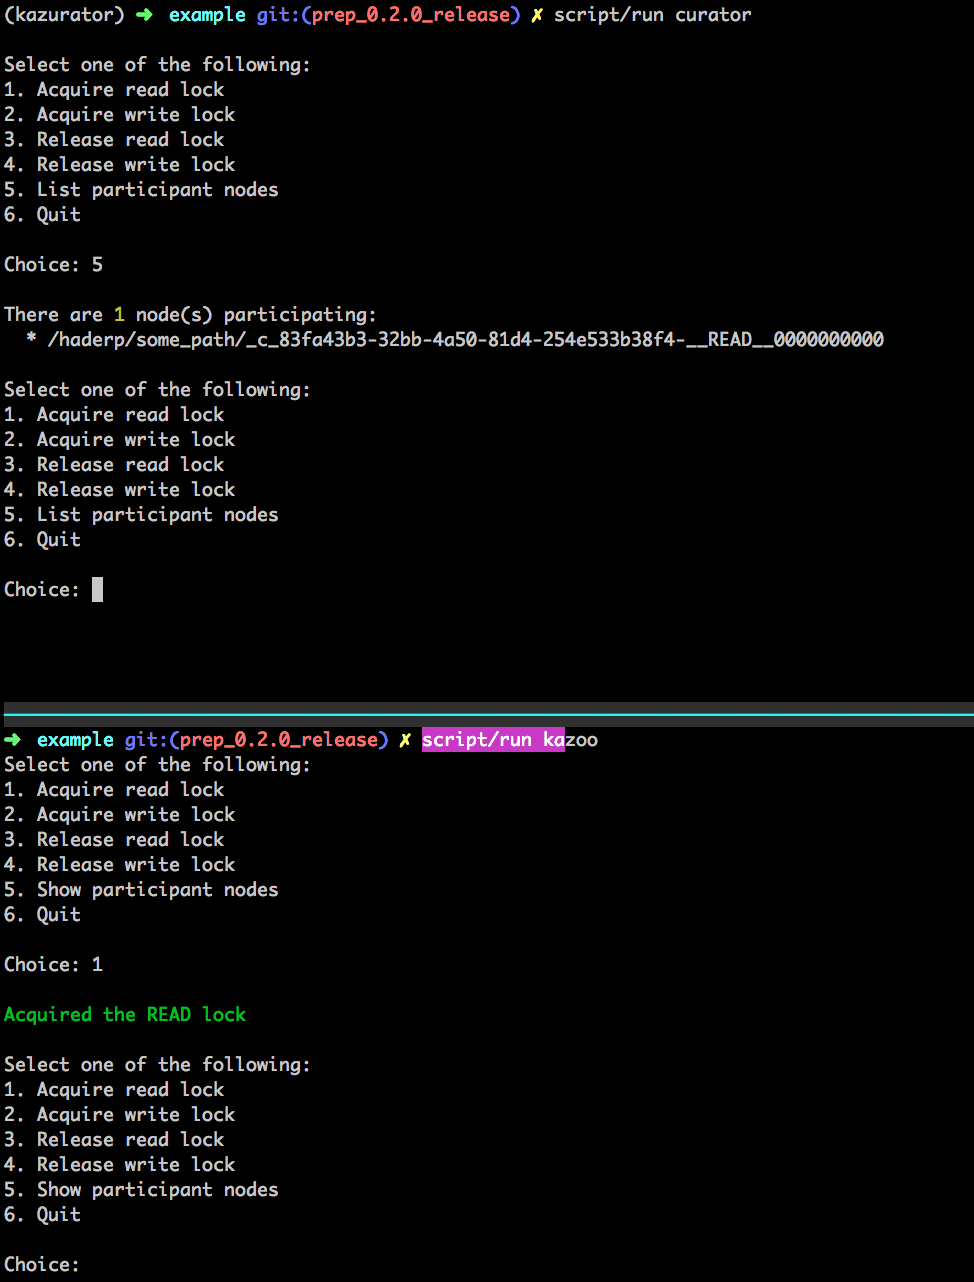 (kazurator) ➜  example git:(prep_0.2.0_release) ✗ script/run curator
Select one of the following:
1. Acquire read lock
2. Acquire write lock
3. Release read lock
4. Release write lock
5. List participant nodes
6. Quit
Choice: 5
There are 1 node(s) participating:
  * /haderp/some_path/_c_83fa43b3-32bb-4a50-81d4-254e533b38f4-__READ__0000000000
Select one of the following:
1. Acquire read lock
2. Acquire write lock
3. Release read lock
4. Release write lock
5. List participant nodes
6. Quit
Choice:
➜  example git:(prep_0.2.0_release) ✗ script/run kazoo
Select one of the following:
1. Acquire read lock
2. Acquire write lock
3. Release read lock
4. Release write lock
5. Show participant nodes
6. Quit
Choice: 1
Acquired the READ lock
Select one of the following:
1. Acquire read lock
2. Acquire write lock
3. Release read lock
4. Release write lock
5. Show participant nodes
6. Quit
Choice: